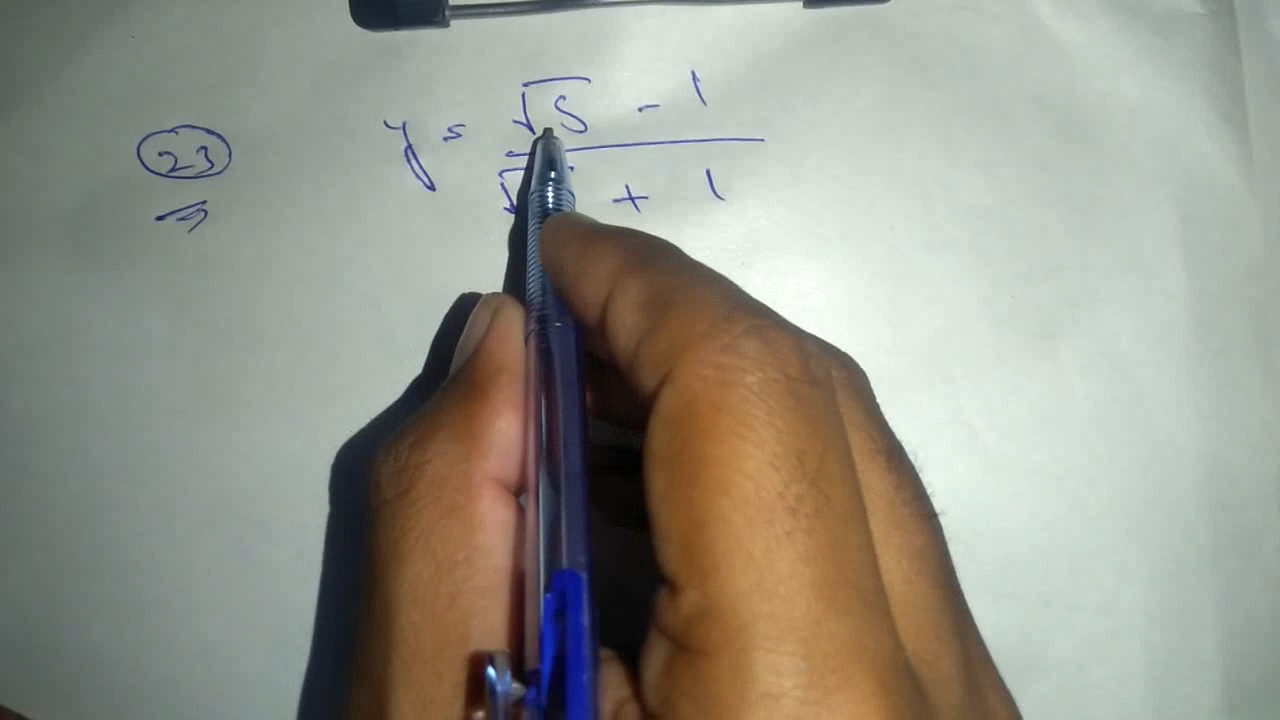 23 y = √5 - 1
√ + 1